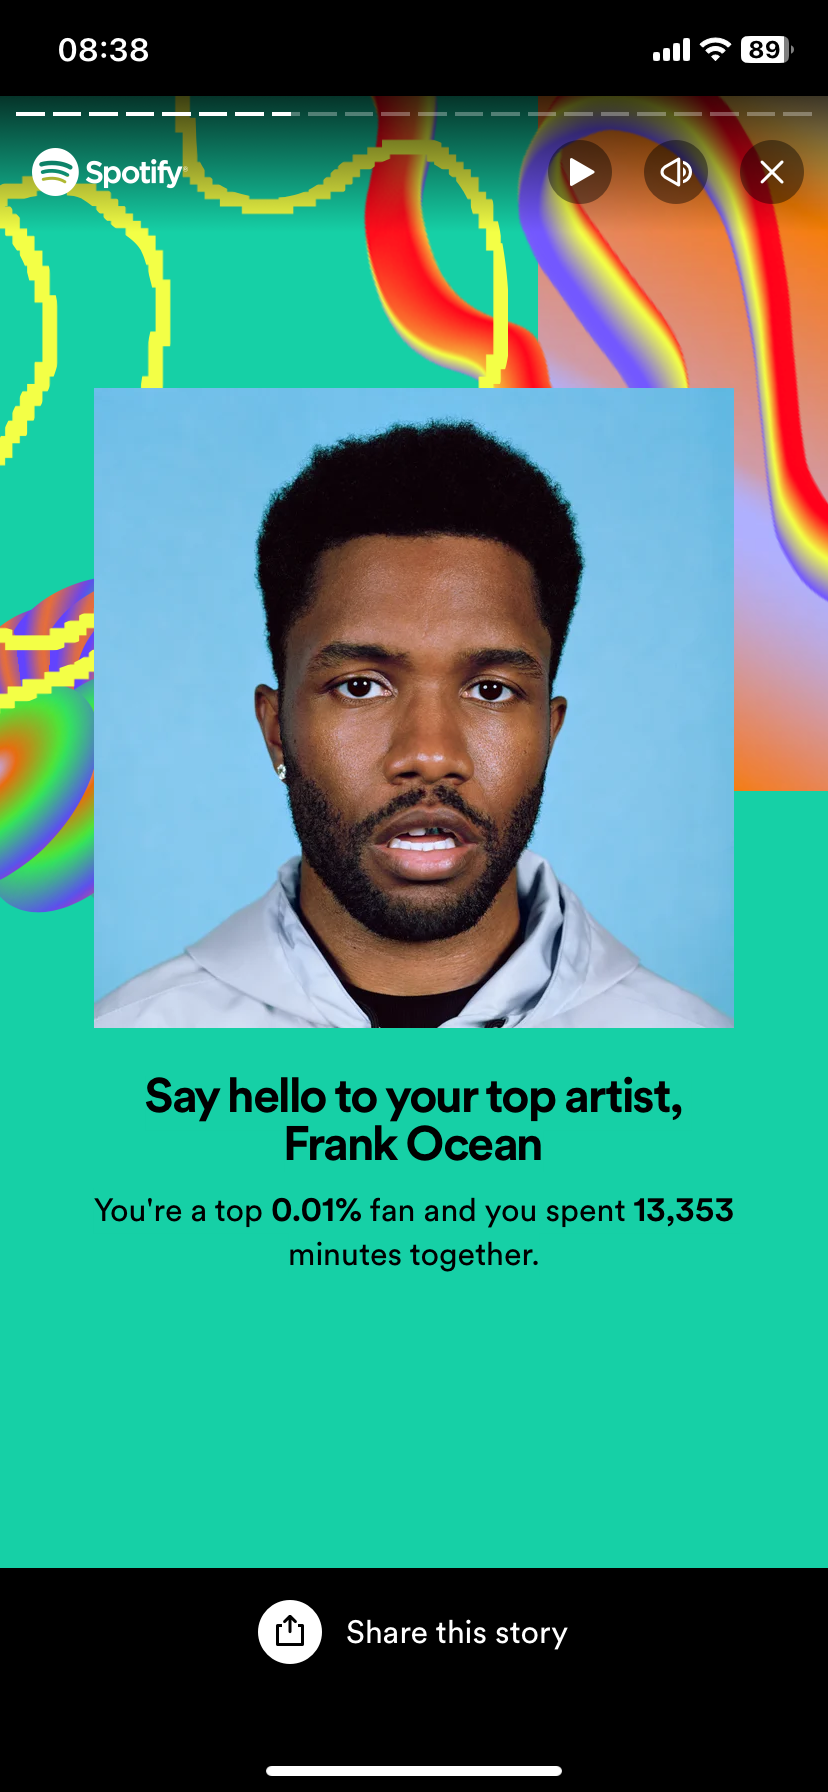 08:38
89
Spotify
Say hello to your top artist,
Frank Ocean
You're a top 0.01% fan and you spent 13,353
minutes together.
Share this story